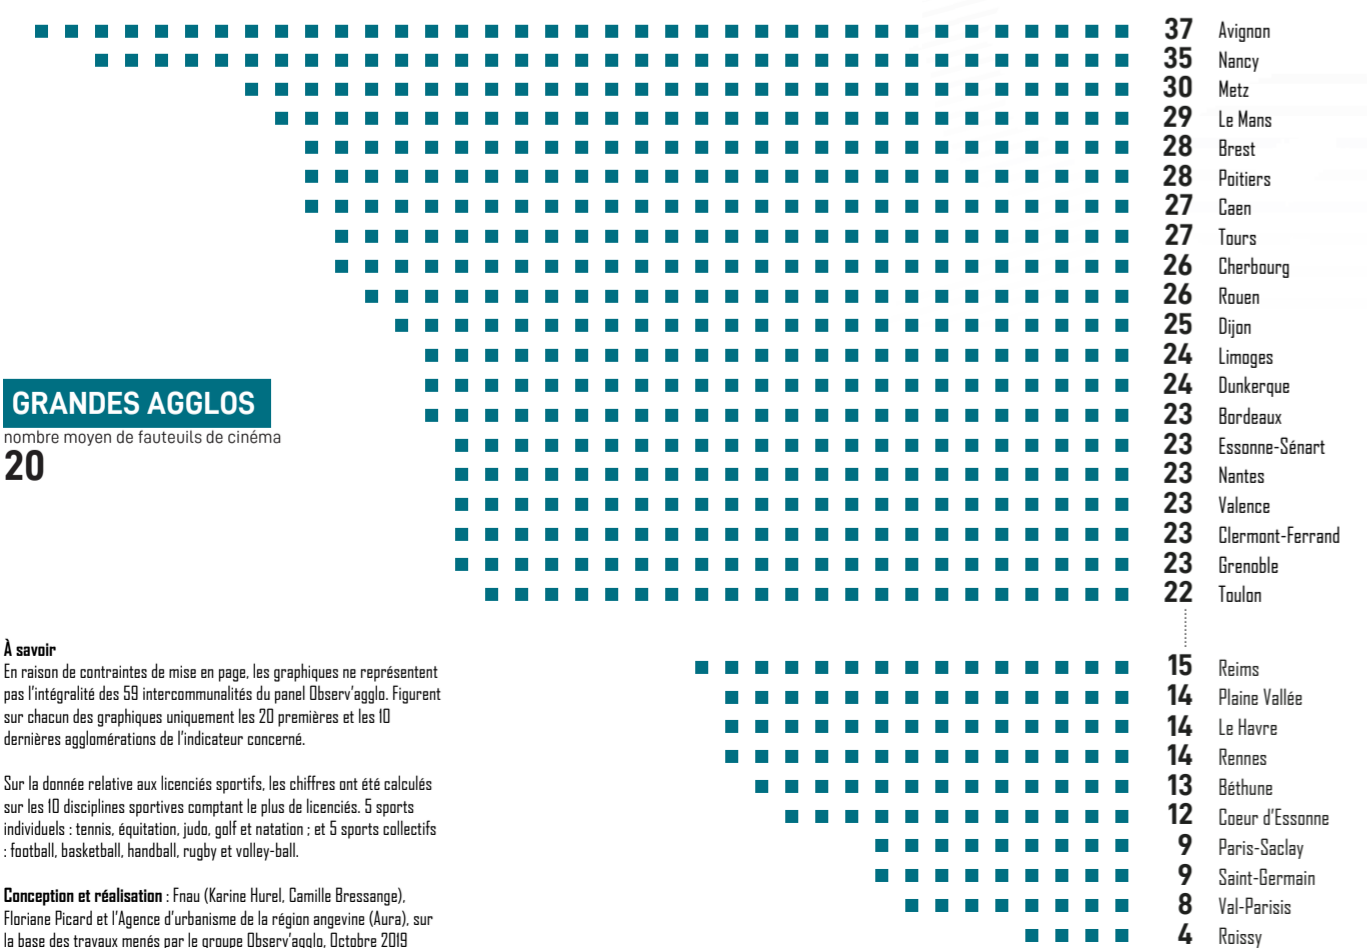 37 Avignon
35 Nancy
30 Metz
29 Le Mans
28 Brest
28 Poitiers
27 Caen
27 Tours
26 Cherbourg
26 Rouen
25 Dijon
24 Limoges
24 Dunkerque
23 Bordeaux
23 Essonne-Sénart
23 Nantes
23 Valence
23 Clermont-Ferrand
23 Grenoble
22 Toulon
15 Reims
14 Plaine Vallée
14 Le Havre
14 Rennes
13 Béthune
12 Coeur d'Essonne
9 Paris-Saclay
9 Saint-Germain
8 Val-Parisis
4 Roissy
GRANDES AGGLOS
nombre moyen de fauteuils de cinéma
20
À savoir
En raison de contraintes de mise en page, les graphiques ne représentent
pas l'intégralité des 59 intercommunalités du panel Observ'agglo. Figurent
sur chacun des graphiques uniquement les 20 premières et les 10
dernières agglomérations de l'indicateur concerné.
Sur la donnée relative aux licenciés sportifs, les chiffres ont été calculés
sur les 10 disciplines sportives comptant le plus de licenciés. 5 sports
individuels : tennis, équitation, judo, golf et natation ; et 5 sports collectifs
: football, basketball, handball, rugby et volley-ball.
Conception et réalisation : Fnau (Karine Hurel, Camille Bressange),
Floriane Picard et l'Agence d'urbanisme de la région angevine (Aura), sur
la base des travaux menés par le groupe Observ'agglo, Octobre 2019